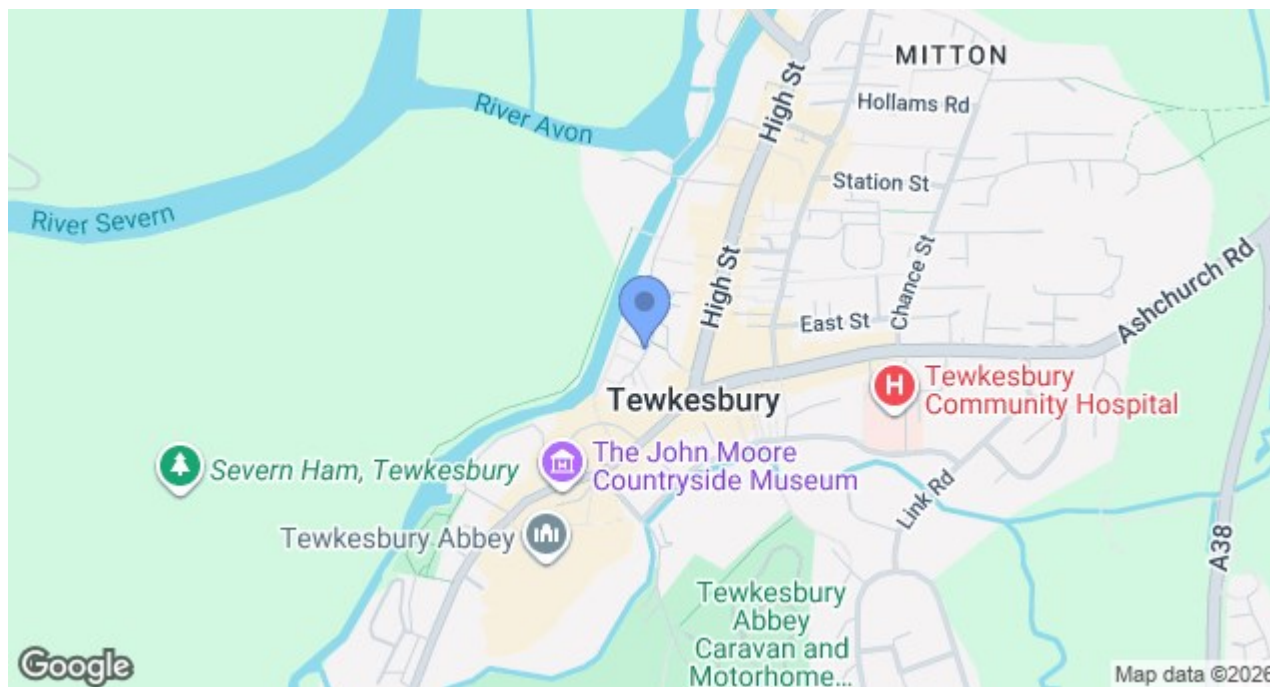 MITTON
Hollams Rd
High St
River Avon
Station St
River Severn
Chance St
High St
Ashchurch Rd
East St
Tewkesbury
Tewkesbury
Community Hospital
The John Moore
Countryside Museum
Severn Ham, Tewkesbury
Link Rd
Tewkesbury Abbey
A38
Tewkesbury
Abbey
Caravan and
Motorhome...
Google
Map data ©2026